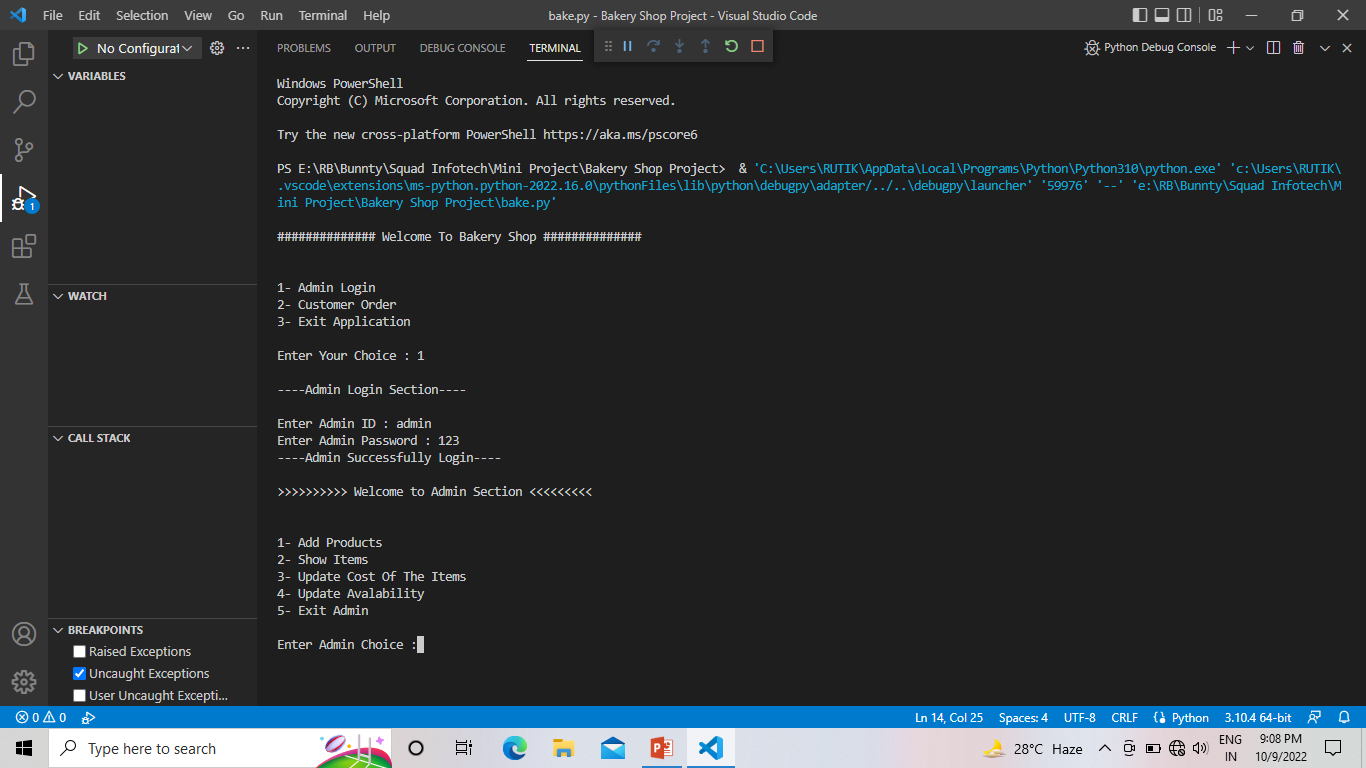 File Edit Selection View Go Run Terminal Help bake.py - Bakery Shop Project - Visual Studio Code
No Configurat
PROBLEMS OUTPUT DEBUG CONSOLE TERMINAL Python Debug Console
VARIABLES
Windows PowerShell
Copyright (C) Microsoft Corporation. All rights reserved.
Try the new cross-platform PowerShell https://aka.ms/pscore6
PS E:\RB\Bunnty\Squad Infotech\Mini Project\Bakery Shop Project> & 'C:\Users\RUTIK\AppData\Local\Programs\Python\Python310\python.exe' 'c:\Users\RUTIK\
.vscode\extensions\ms-python.python-2022.16.0\pythonFiles\lib\python\debugpy\adapter/../..\debugpy\launcher' '59976' '--' 'e:\RB\Bunnty\Squad Infotech\M
ini Project\Bakery Shop Project\bake.py'
############## Welcome To Bakery Shop ##############
1- Admin Login
2- Customer Order
3- Exit Application
Enter Your Choice : 1
----Admin Login Section----
Enter Admin ID : admin
Enter Admin Password : 123
----Admin Successfully Login----
>>>>>>>>>> Welcome to Admin Section <<<<<<<<<
1- Add Products
2- Show Items
3- Update Cost Of The Items
4- Update Avalability
5- Exit Admin
Enter Admin Choice :
WATCH
CALL STACK
BREAKPOINTS
Raised Exceptions
Uncaught Exceptions
User Uncaught Excepti...
1
0 0 Ln 14, Col 25 Spaces: 4 UTF-8 CRLF Python 3.10.4 64-bit
Type here to search 28°C Haze ENG IN 9:08 PM 10/9/2022